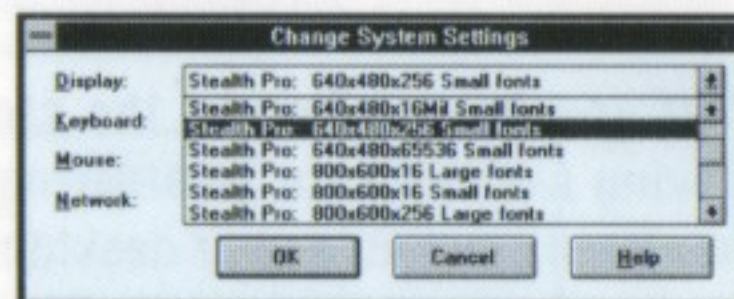 Change System Settings
Display: Stealth Pro: 640x480x256 Small fonts
Stealth Pro: 640x480x16Mil Small fonts
Keyboard:
Stealth Pro: 640x480x256 Small fonts
Mouse: Stealth Pro: 640x480x65536 Small fonts
Stealth Pro: 800x600x16 Large fonts
Network: Stealth Pro: 800x600x16 Small fonts
Stealth Pro: 800x600x256 Large fonts
OK Cancel Help